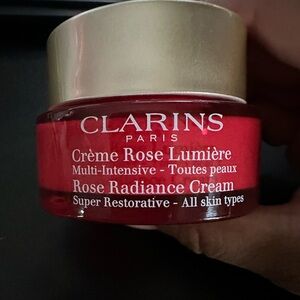 CLARINS
PARIS
Crème Rose Lumière
Multi-Intensive - Toutes peaux
Rose Radiance Cream
Super Restorative - All skin types